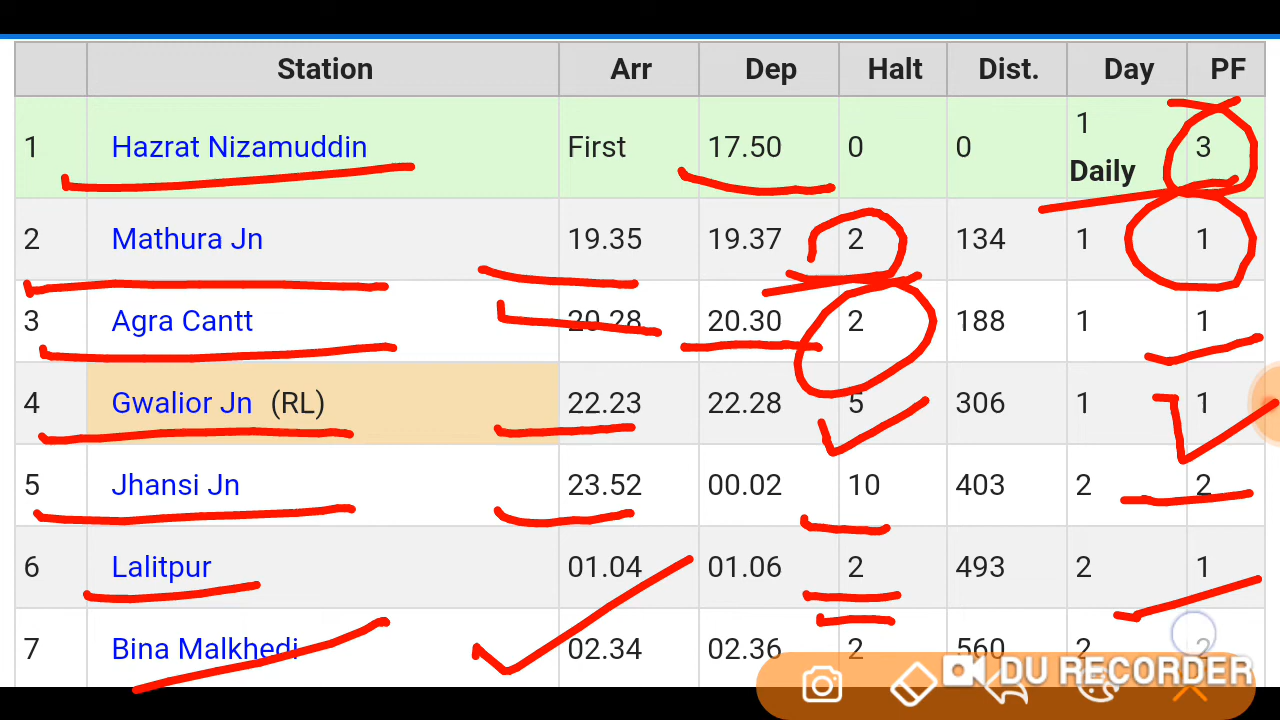 Station Arr Dep Halt Dist. Day PF
1 Hazrat Nizamuddin First 17.50 0 0 1 Daily 3
2 Mathura Jn 19.35 19.37 2 134 1 1
3 Agra Cantt 20.28 20.30 2 188 1 1
4 Gwalior Jn (RL) 22.23 22.28 5 306 1 1
5 Jhansi Jn 23.52 00.02 10 403 2 2
6 Lalitpur 01.04 01.06 2 493 2 1
7 Bina Malkhedi 02.34 02.36 2 560 2 2
DU RECORDER